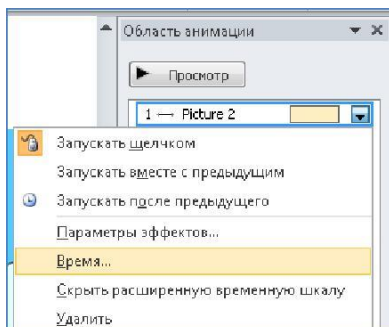 Область анимации
Просмотр
1 Picture 2
Запускать щелчком
Запускать вместе с предыдущим
Запускать после предыдущего
Параметры эффектов...
Время...
Скрыть расширенную временную шкалу
Удалить